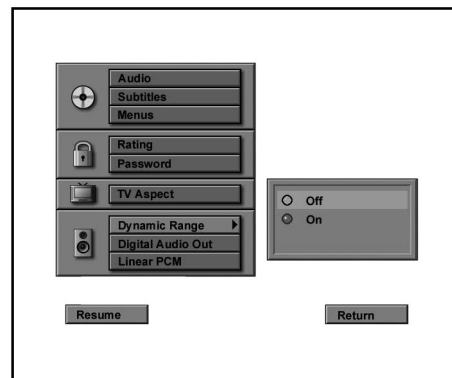 Audio
Subtitles
Menus
Rating
Password
TV Aspect
Dynamic Range
Digital Audio Out
Linear PCM
Off
On
Resume
Return